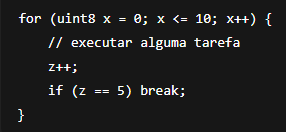 for (uint8 x = 0; x <= 10; x++) {
// executar alguma tarefa
z++;
if (z == 5) break;
}